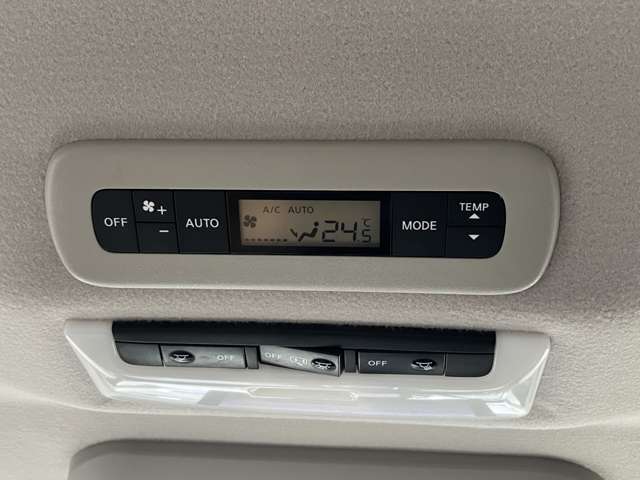 OFF + - AUTO A/C AUTO 24.5°C MODE TEMP
OFF OFF OFF